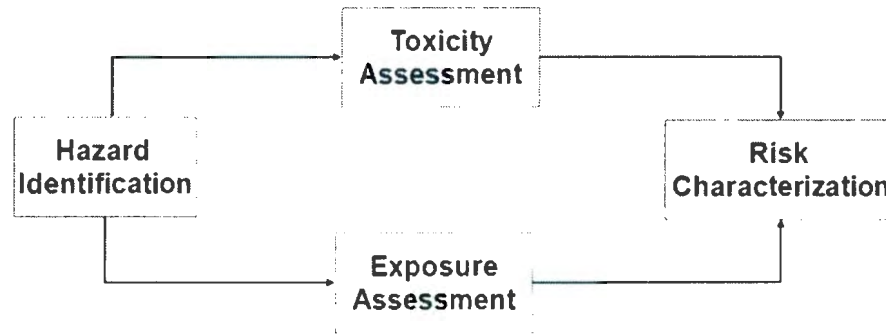 Toxicity
Assessment
Hazard
Identification
Risk
Characterization
Exposure
Assessment